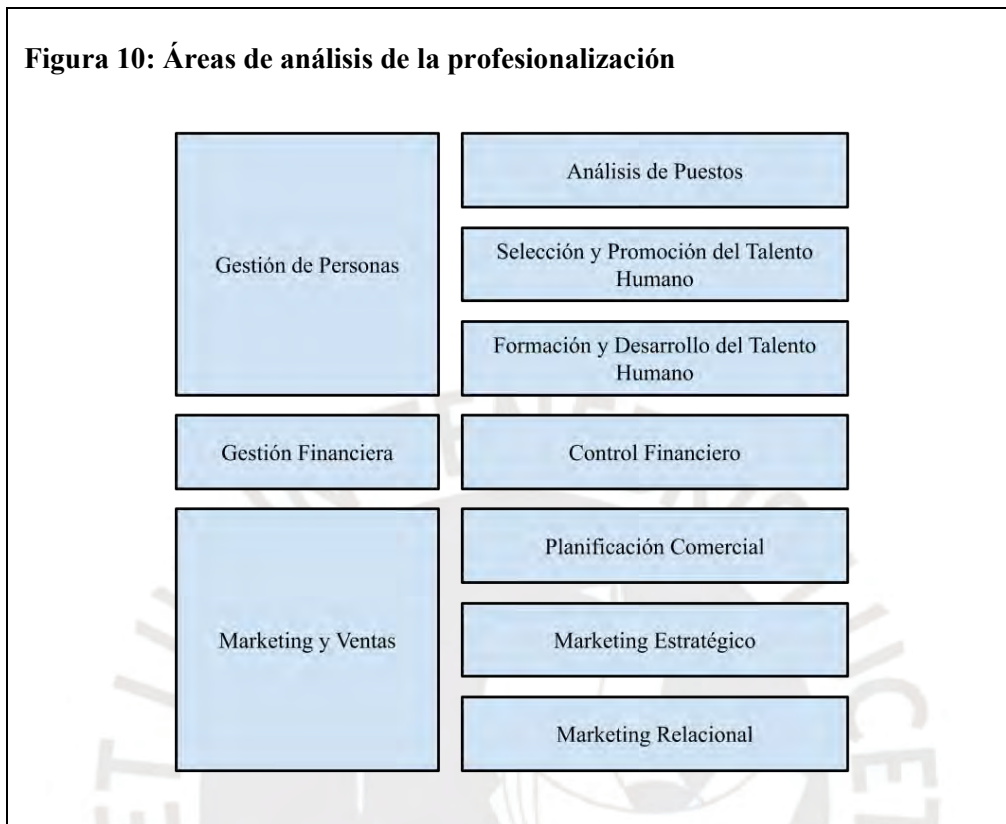 Figura 10: Áreas de análisis de la profesionalización
Gestión de Personas
Análisis de Puestos
Selección y Promoción del Talento
Humano
Formación y Desarrollo del Talento
Humano
Gestión Financiera
Control Financiero
Marketing y Ventas
Planificación Comercial
Marketing Estratégico
Marketing Relacional